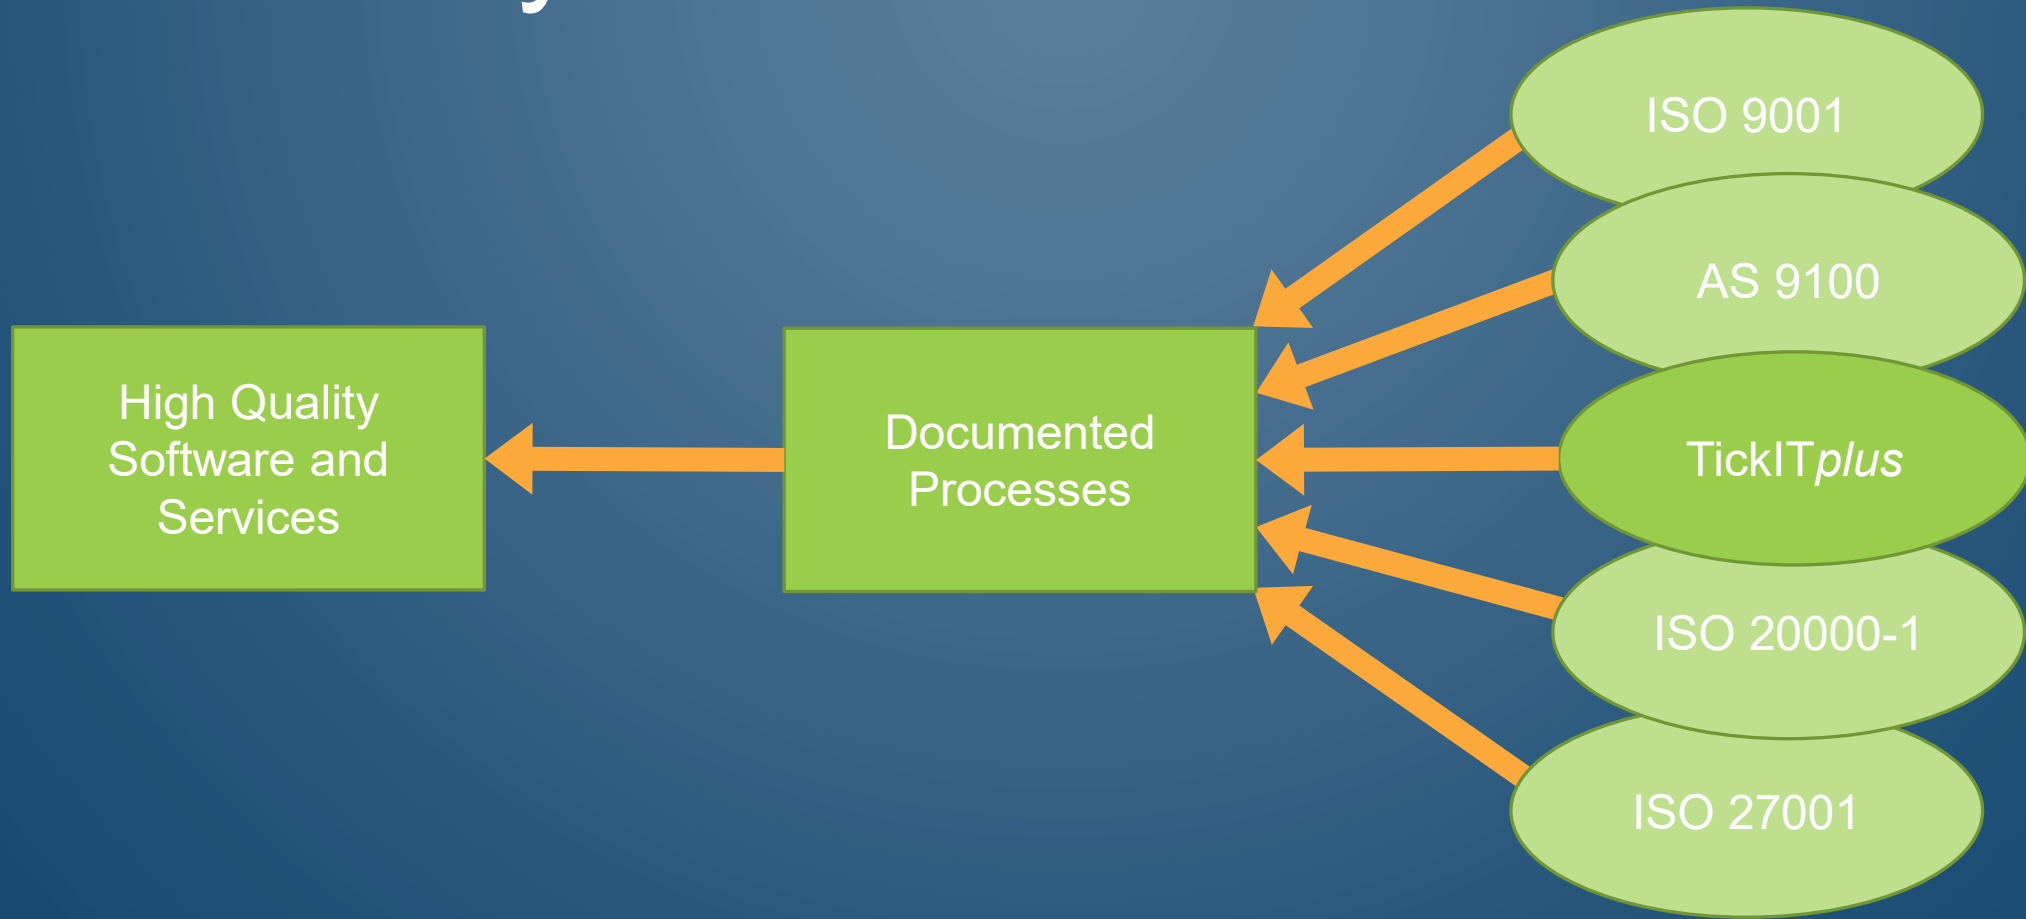 High Quality
Software and
Services
Documented
Processes
ISO 9001
AS 9100
TickITplus
ISO 20000-1
ISO 27001